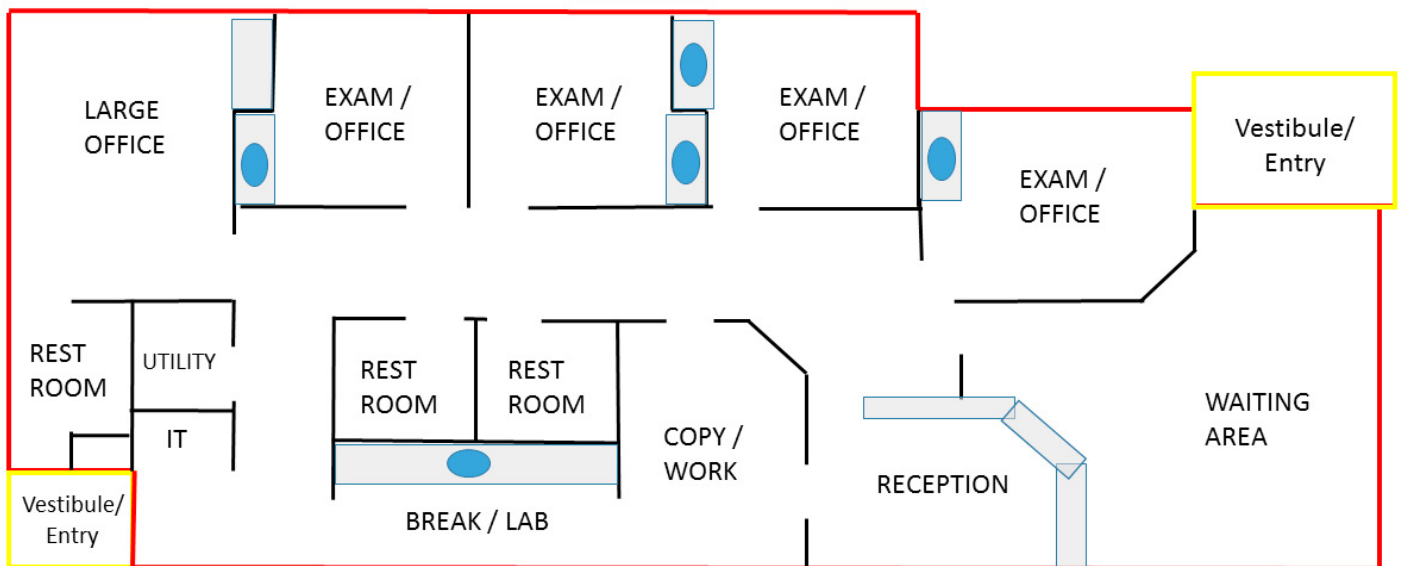 LARGE
OFFICE
EXAM /
OFFICE
EXAM /
OFFICE
EXAM /
OFFICE
EXAM /
OFFICE
Vestibule/
Entry
REST
ROOM
UTILITY
IT
REST
ROOM
REST
ROOM
COPY /
WORK
RECEPTION
WAITING
AREA
Vestibule/
Entry
BREAK / LAB